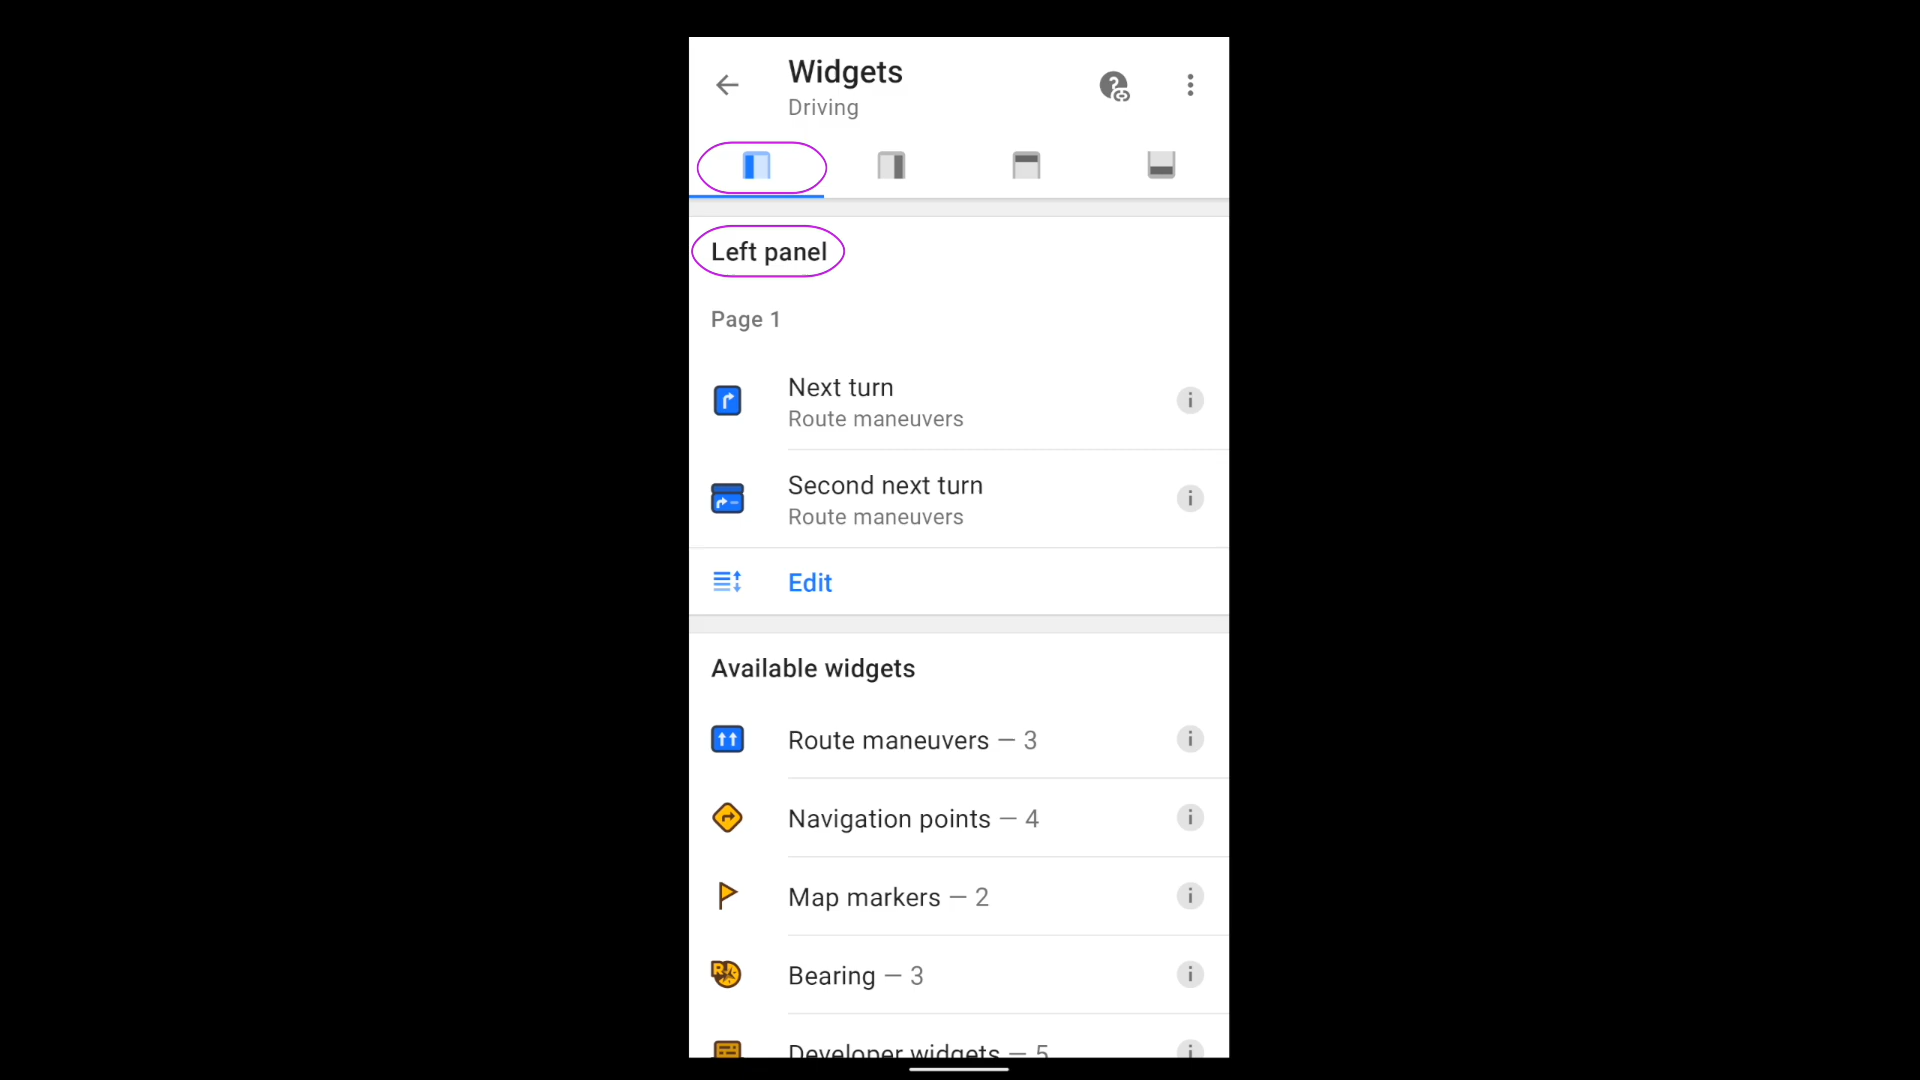 Widgets
Driving
Left panel
Page 1
Next turn
Route maneuvers
Second next turn
Route maneuvers
Edit
Available widgets
Route maneuvers — 3
Navigation points — 4
Map markers — 2
Bearing — 3
Developer widgets — 5